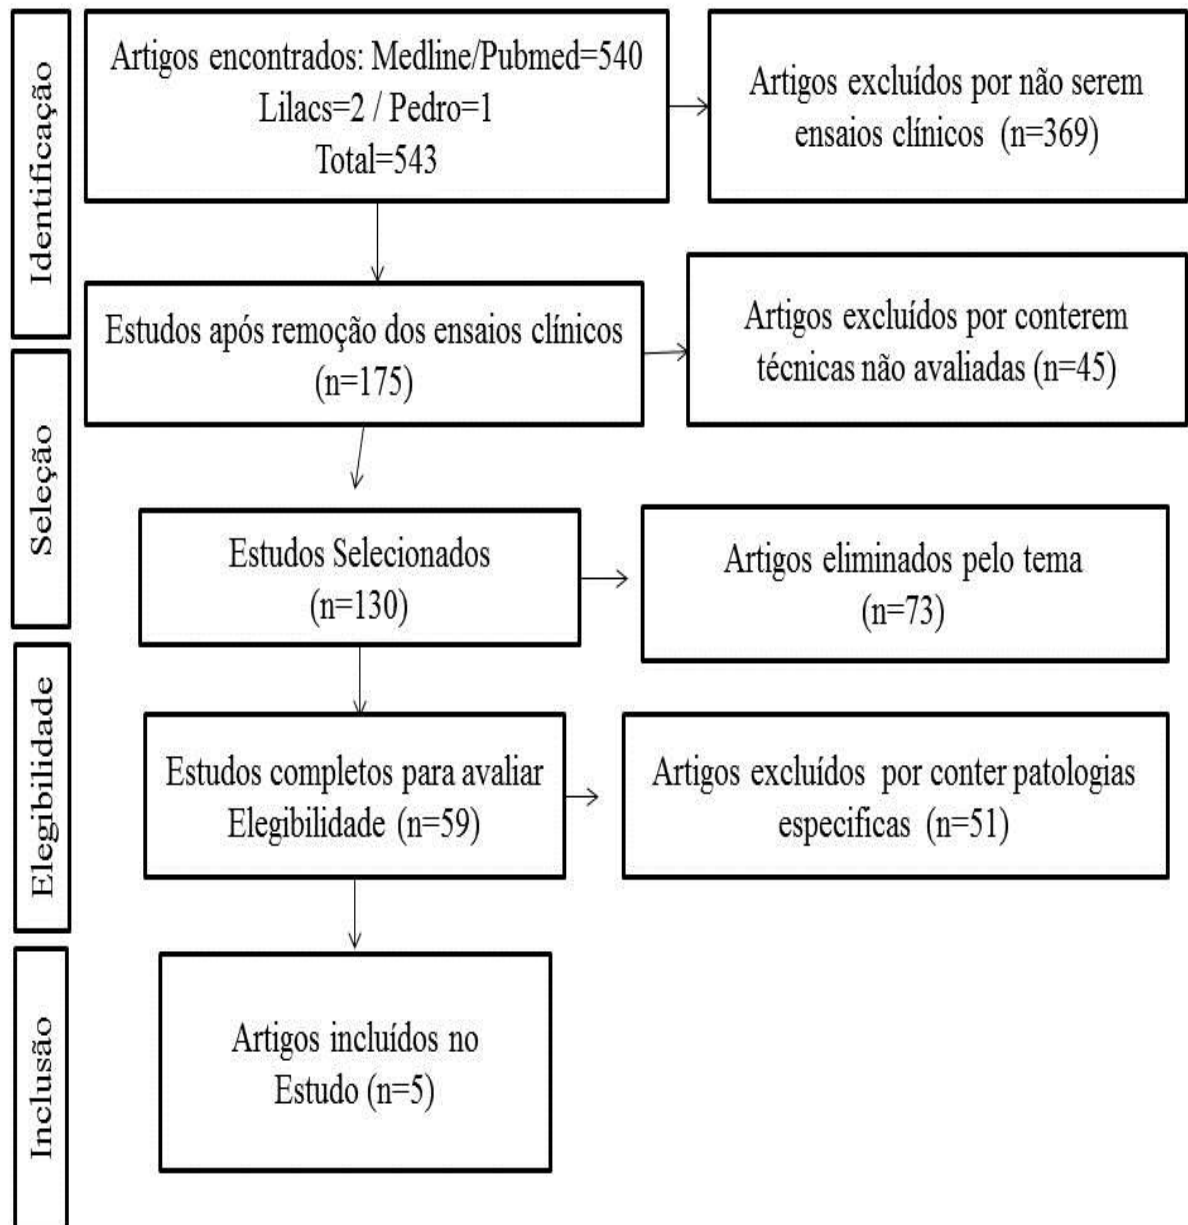 Identificação
Artigos encontrados: Medline/Pubmed=540
Lilacs=2 / Pedro=1
Total=543
Artigos excluídos por não serem
ensaios clínicos (n=369)
Estudos após remoção dos ensaios clínicos
(n=175)
Artigos excluídos por conterem
técnicas não avaliadas (n=45)
Seleção
Estudos Selecionados
(n=130)
Artigos eliminados pelo tema
(n=73)
Elegibilidade
Estudos completos para avaliar
Elegibilidade (n=59)
Artigos excluídos por conter patologias
especificas (n=51)
Inclusão
Artigos incluídos no
Estudo (n=5)